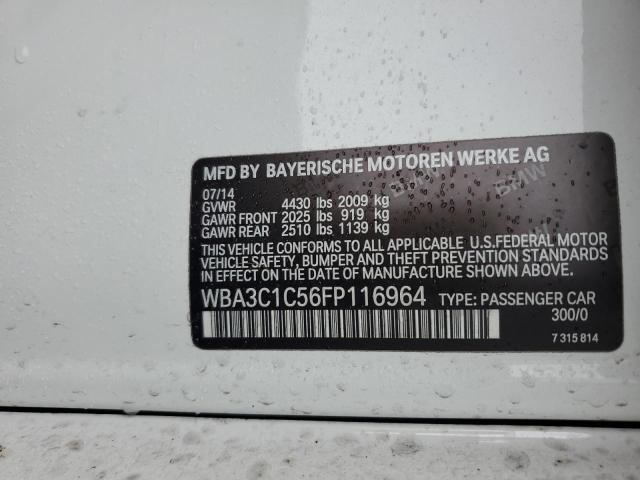 MFD BY BAYERISCHE MOTOREN WERKE AG
07/14
GVWR 4430 lbs 2009 kg
GAWR FRONT 2025 lbs 919 kg
GAWR REAR 2510 lbs 1139 kg
THIS VEHICLE CONFORMS TO ALL APPLICABLE U.S.FEDERAL MOTOR
VEHICLE SAFETY, BUMPER AND THEFT PREVENTION STANDARDS
IN EFFECT ON THE DATE OF MANUFACTURE SHOWN ABOVE.
WBA3C1C56FP116964 TYPE: PASSENGER CAR
300/0
7 315 814
BMW
BMW